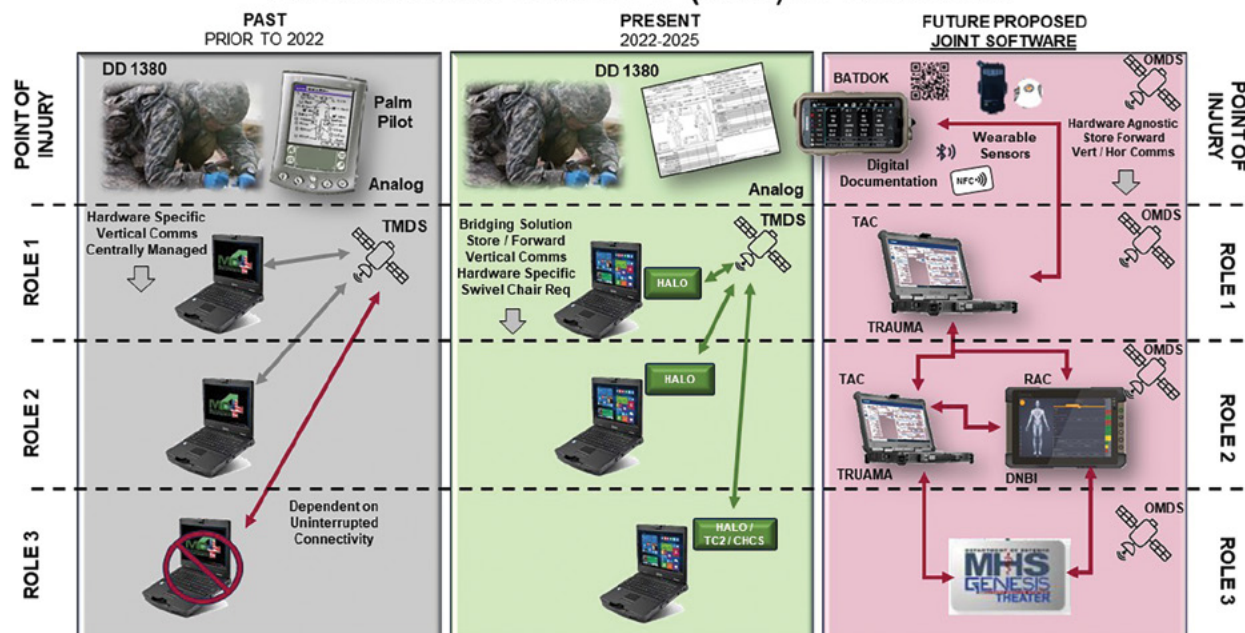 PAST
PRIOR TO 2022
PRESENT
2022-2025
FUTURE PROPOSED
JOINT SOFTWARE
POINT OF
INJURY
DD 1380
Palm
Pilot
Analog
DD 1380
Analog
BATDOK
OMDS
Hardware Agnostic
Store Forward
Vert / Hor Comms
Wearable
Sensors
Digital
Documentation
NFC
POINT OF
INJURY
ROLE 1
Hardware Specific
Vertical Comms
Centrally Managed
TMDS
Bridging Solution
Store / Forward
Vertical Comms
Hardware Specific
Swivel Chair Req
HALO
TMDS
TAC
OMDS
TRAUMA
ROLE 1
ROLE 2
HALO
TAC
RAC
OMDS
TRUAMA
DNBI
ROLE 2
ROLE 3
Dependent on
Uninterrupted
Connectivity
HALO /
TC2 / CHCS
OMDS
MHS
GENESIS
THEATER
ROLE 3